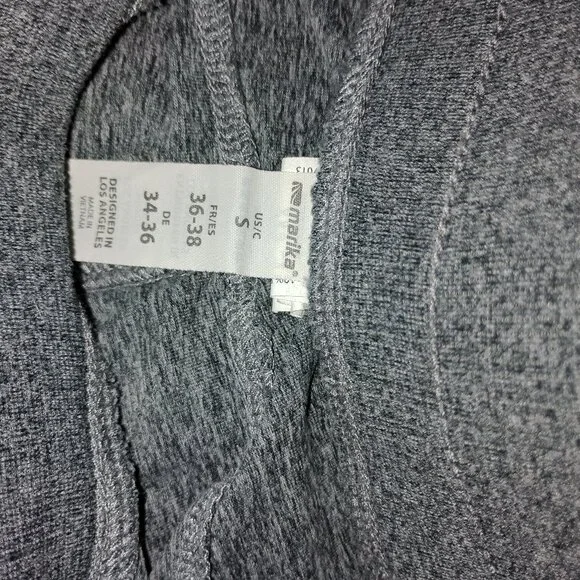 marika®
US/C
S
FR/ES
36-38
DE
34-36
DESIGNED IN
LOS ANGELES
MADE IN
VIETNAM